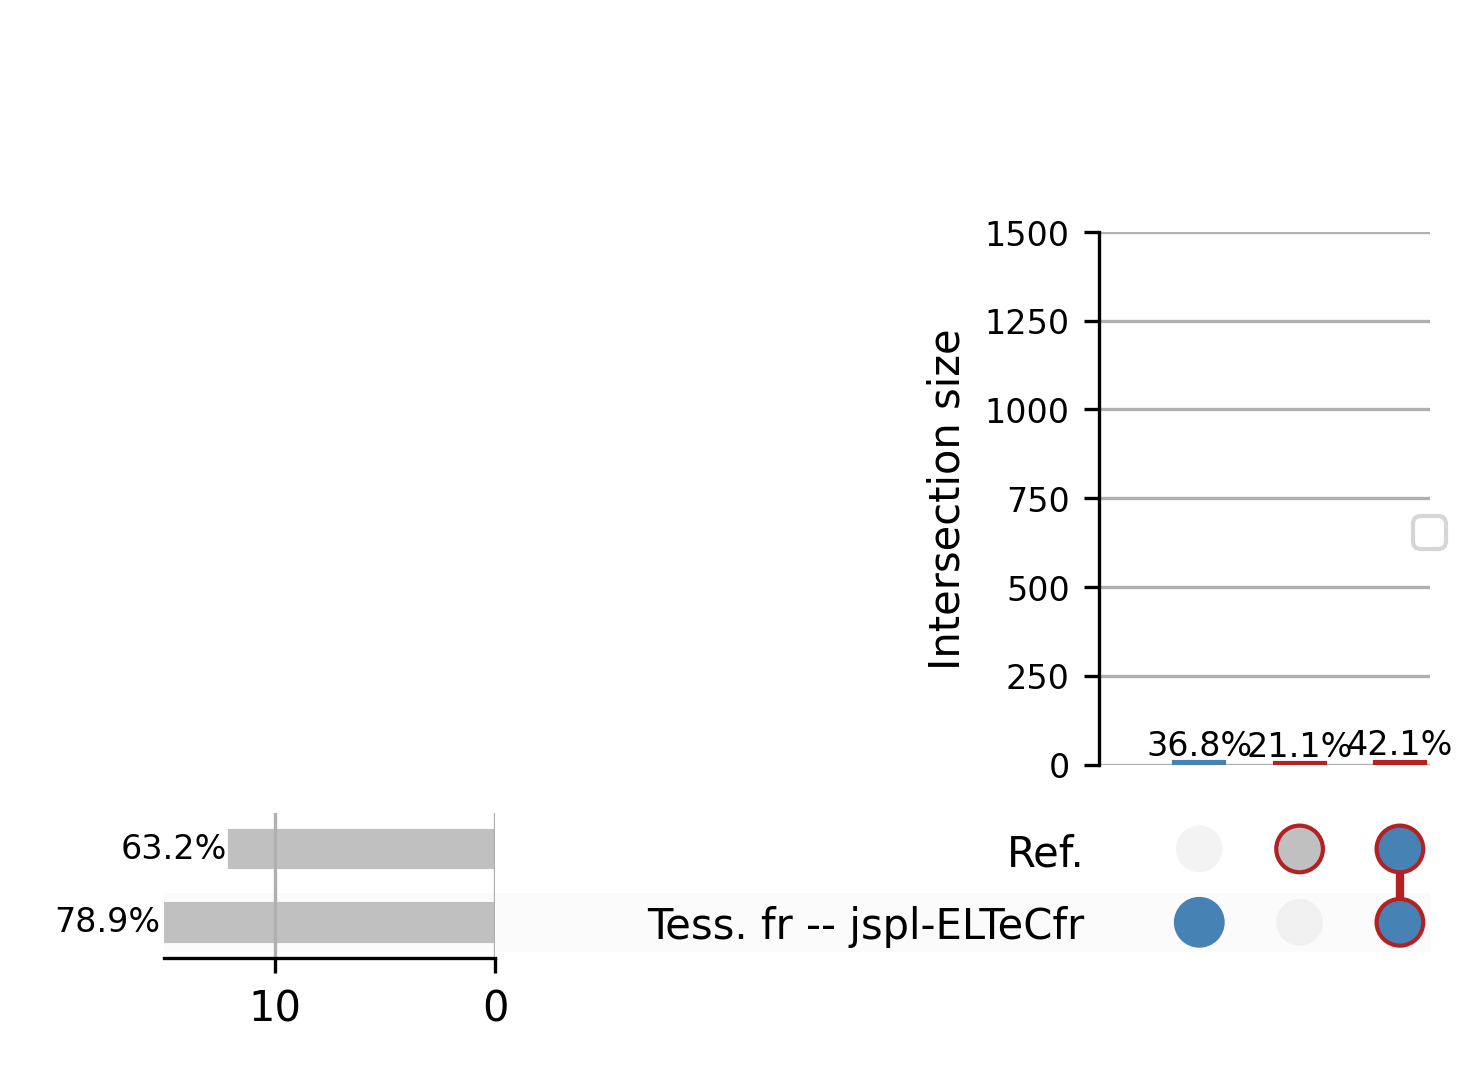 1500
1250
1000
750
500
250
0
Intersection size
36.8% 21.1% 42.1%
63.2%
78.9%
Ref.
Tess. fr -- jspl-ELTeCfr
10 0